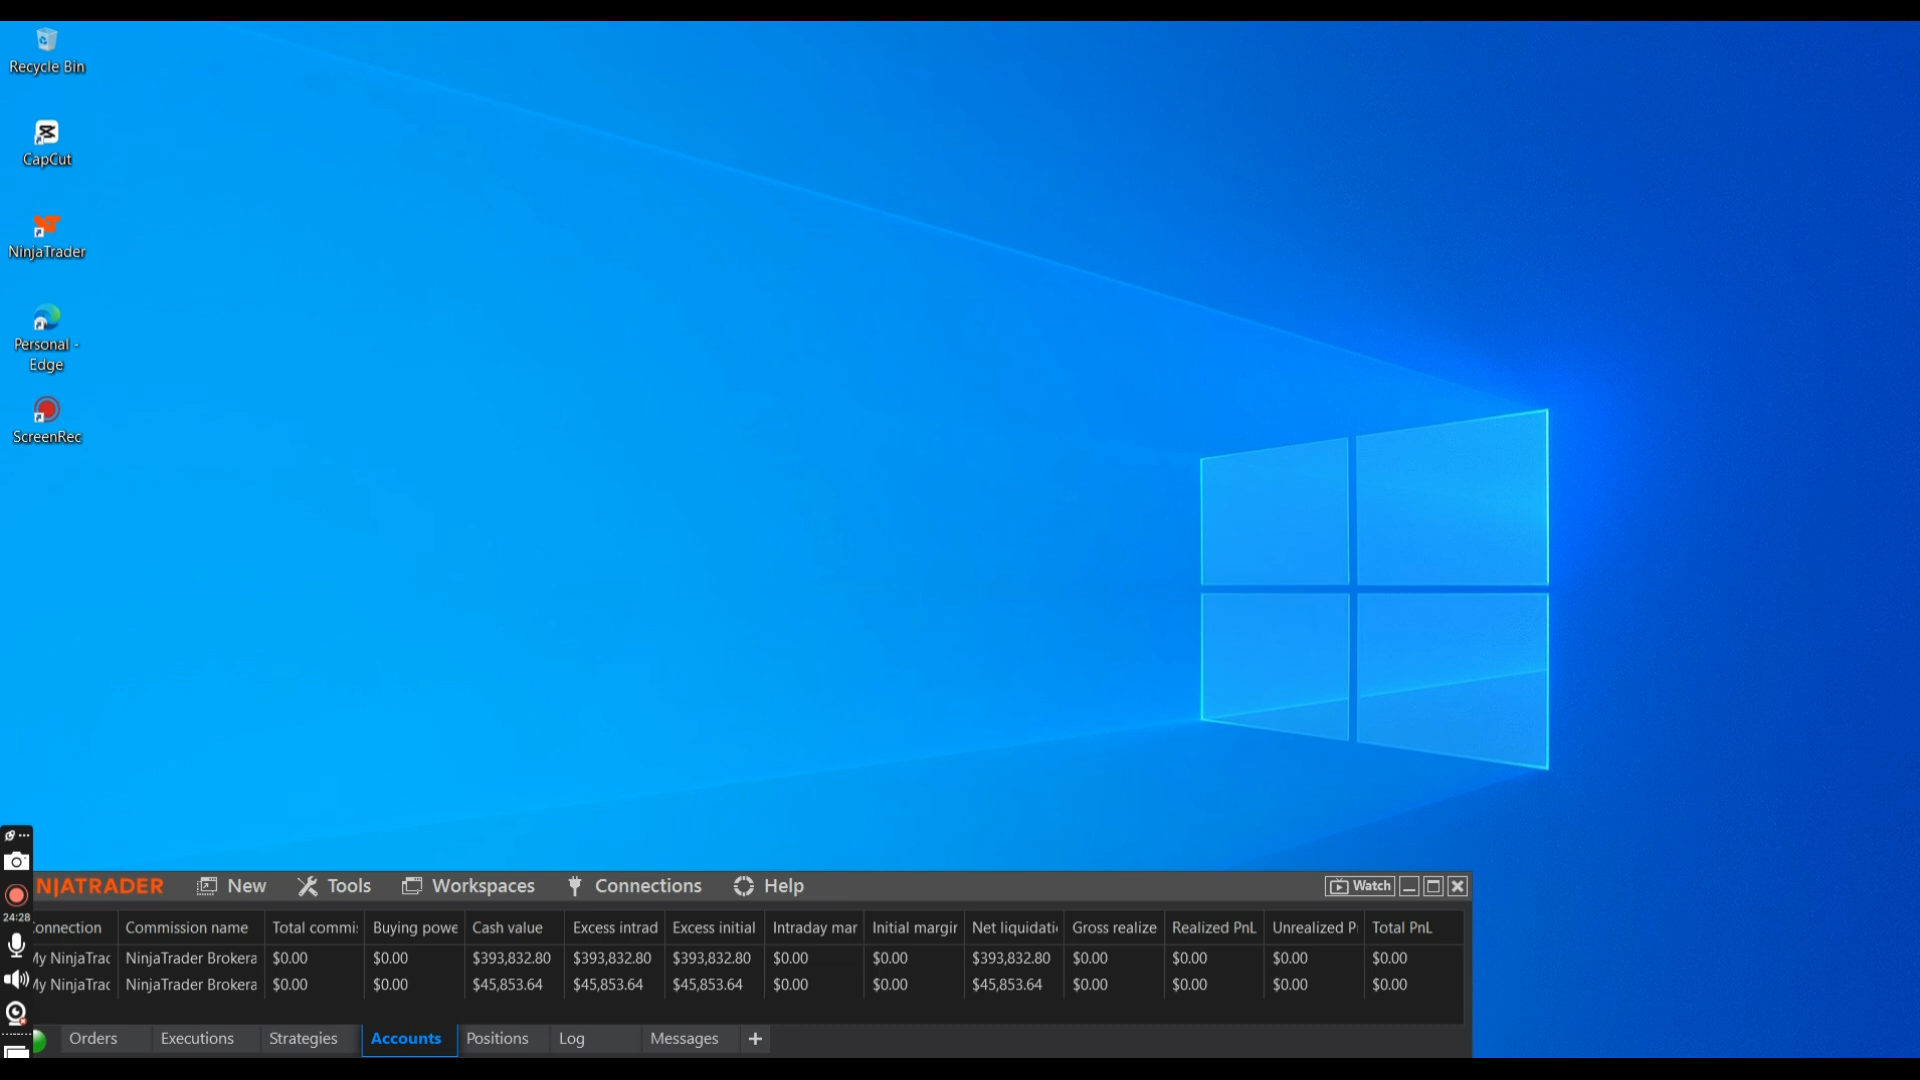 Recycle Bin
CapCut
NinjaTrader
Personal -
Edge
ScreenRec
24:28
NINJATRADER New Tools Workspaces Connections Help Watch
onnection Commission name Total commi Buying powe Cash value Excess intrad Excess initial Intraday mar Initial margir Net liquidati Gross realize Realized PnL Unrealized P Total PnL
My NinjaTrac NinjaTrader Brokera $0.00 $0.00 $393,832.80 $393,832.80 $393,832.80 $0.00 $0.00 $393,832.80 $0.00 $0.00 $0.00 $0.00
My NinjaTrac NinjaTrader Brokera $0.00 $0.00 $45,853.64 $45,853.64 $45,853.64 $0.00 $0.00 $45,853.64 $0.00 $0.00 $0.00 $0.00
Orders Executions Strategies Accounts Positions Log Messages +